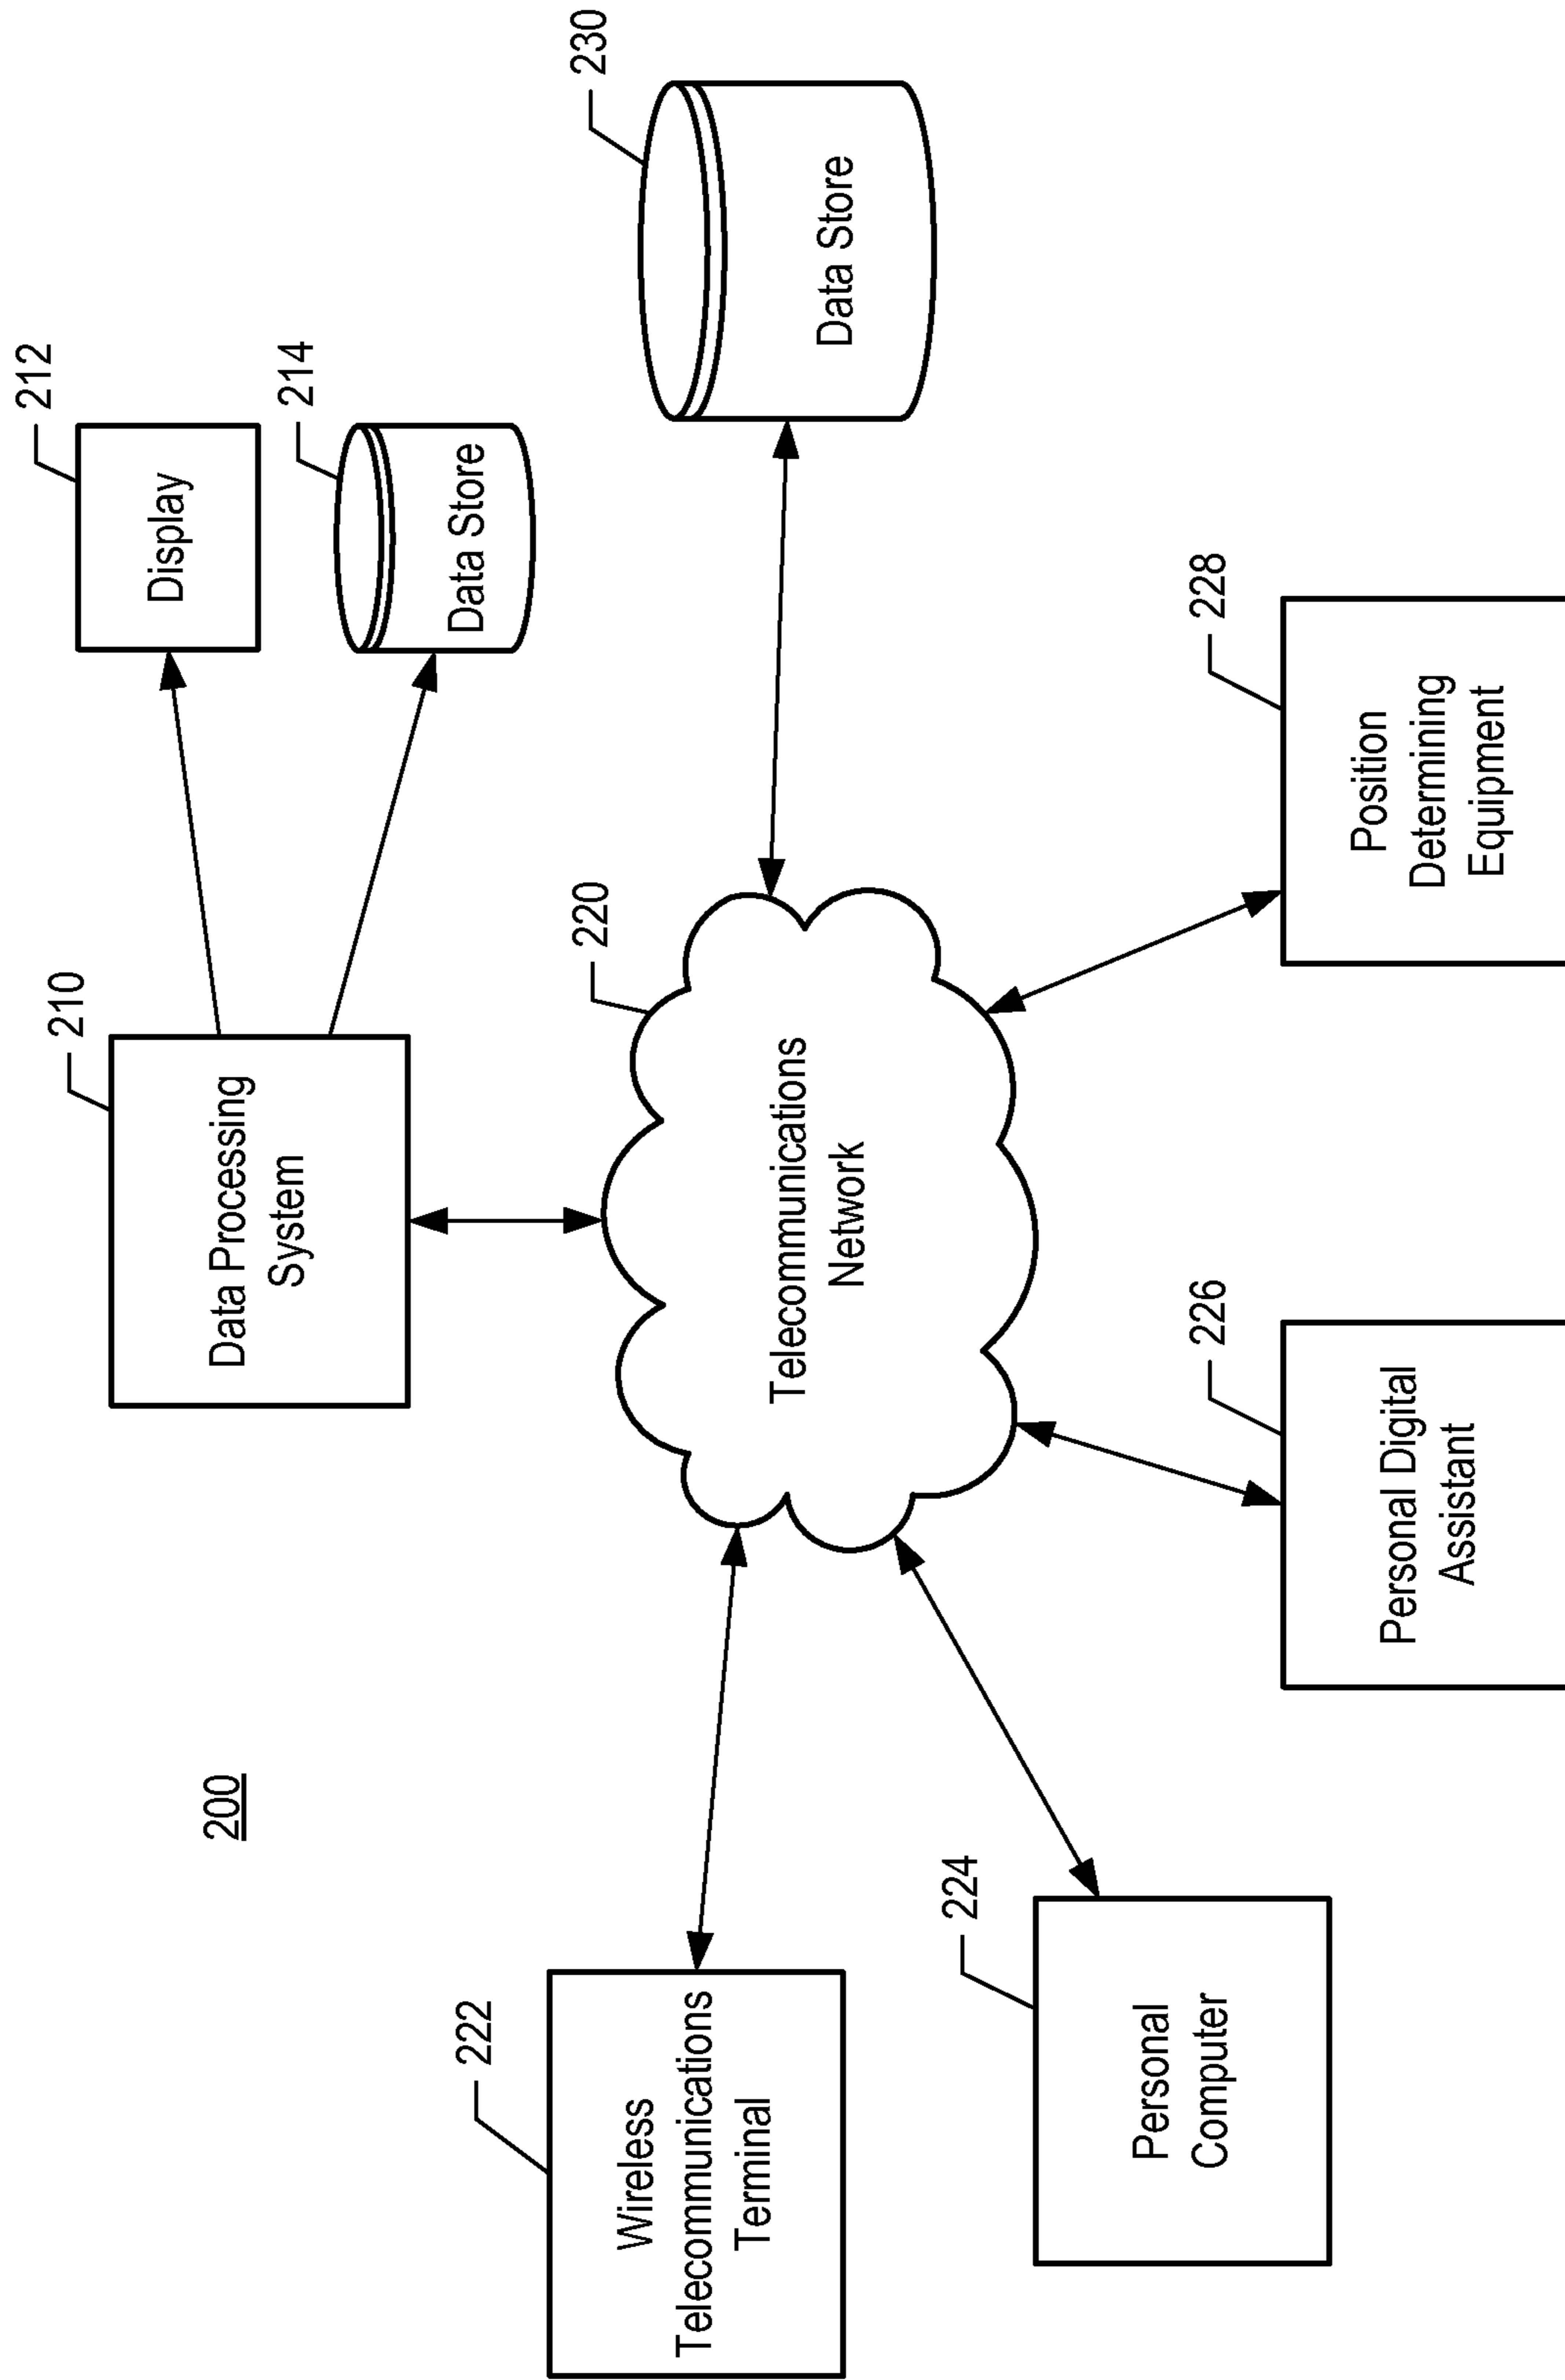 200
210
Data Processing
System
212
Display
214
Data Store
220
Telecommunications
Network
230
Data Store
222
Wireless
Telecommunications
Terminal
224
Personal
Computer
226
Personal Digital
Assistant
228
Position
Determining
Equipment